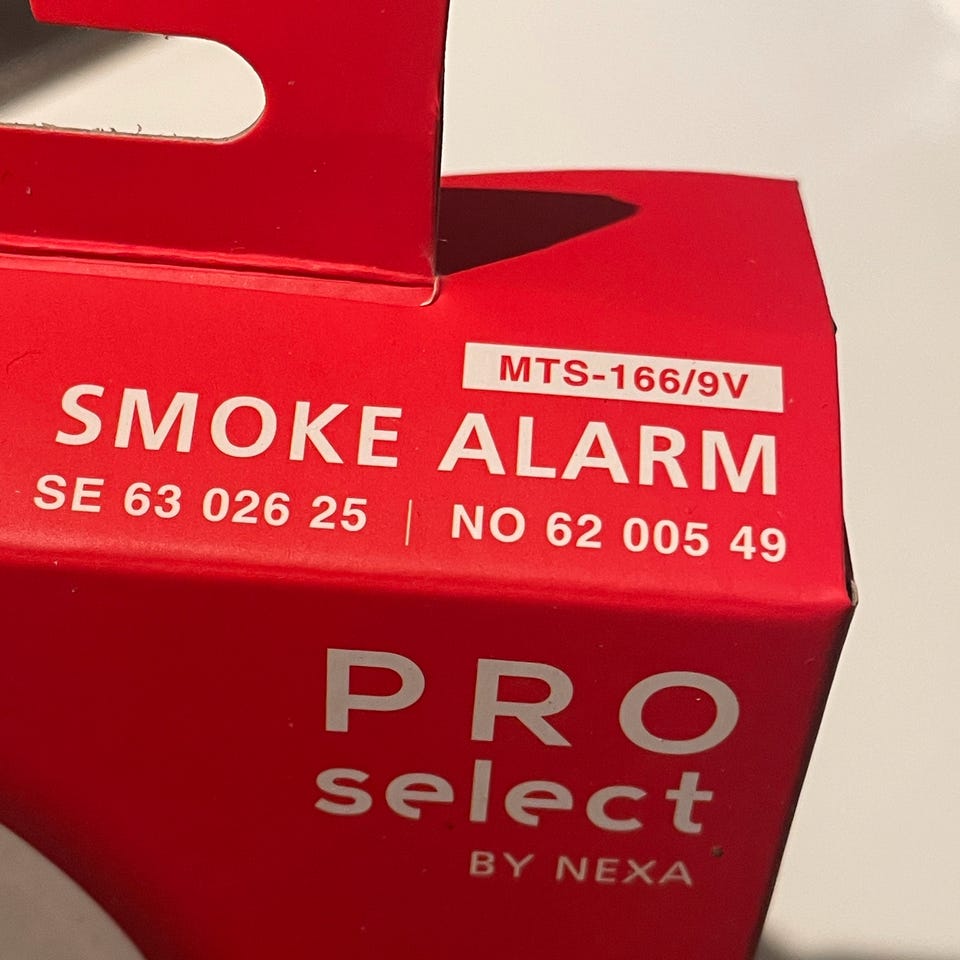 MTS-166/9V
SMOKE ALARM
SE 63 026 25 | NO 62 005 49
PRO
select
BY NEXA